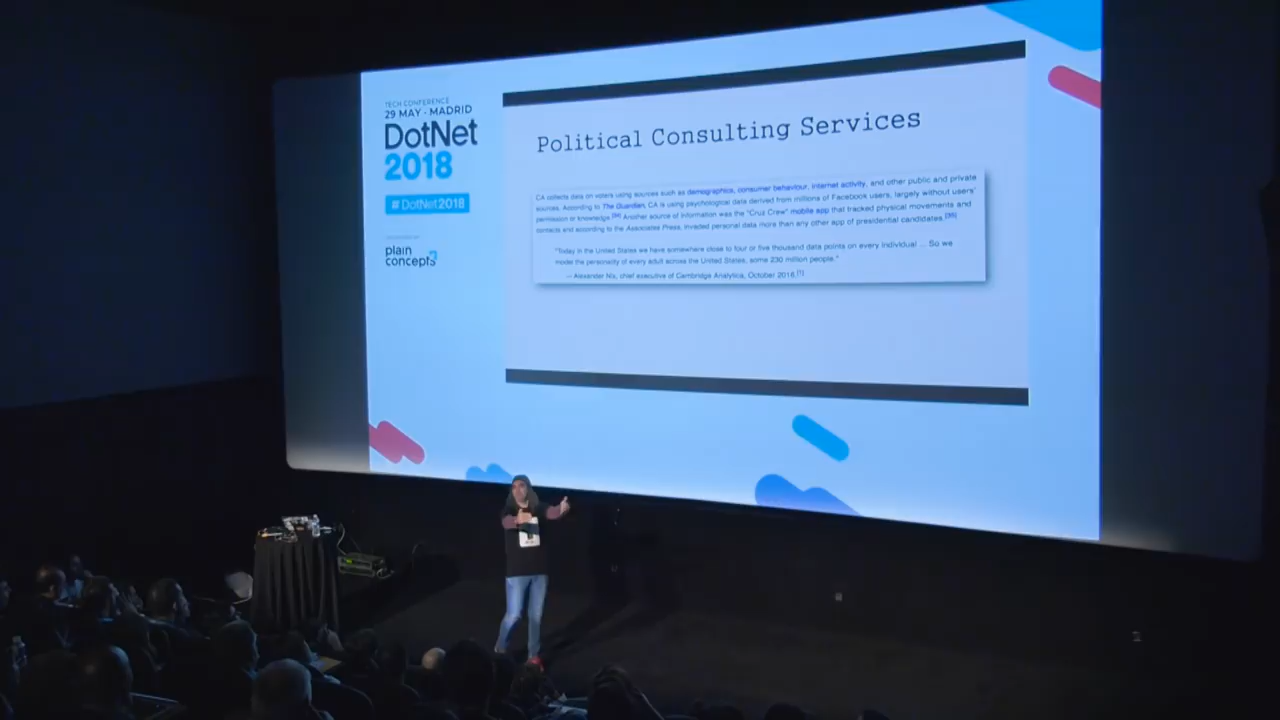 TECH CONFERENCE
29 MAY - MADRID
DotNet
2018
#DotNet2018
plain
concepts
Political Consulting Services
CA collects data on voters using sources such as demographics, consumer behaviour, internet activity, and other public and private
sources. According to The Guardian, CA is using psychological data derived from millions of Facebook users, largely without users'
permission or knowledge. Another source of information was the "Cruz Crew" mobile app that tracked physical movements and
contacts and according to the Associates Press, invaded personal data more than any other app of presidential candidates.[35]
"Today in the United States we have somewhere close to four or five thousand data points on every individual ... So we
model the personality of every adult across the United States, some 230 million people."
— Alexander Nix, chief executive of Cambridge Analytica, October 2016.[1]